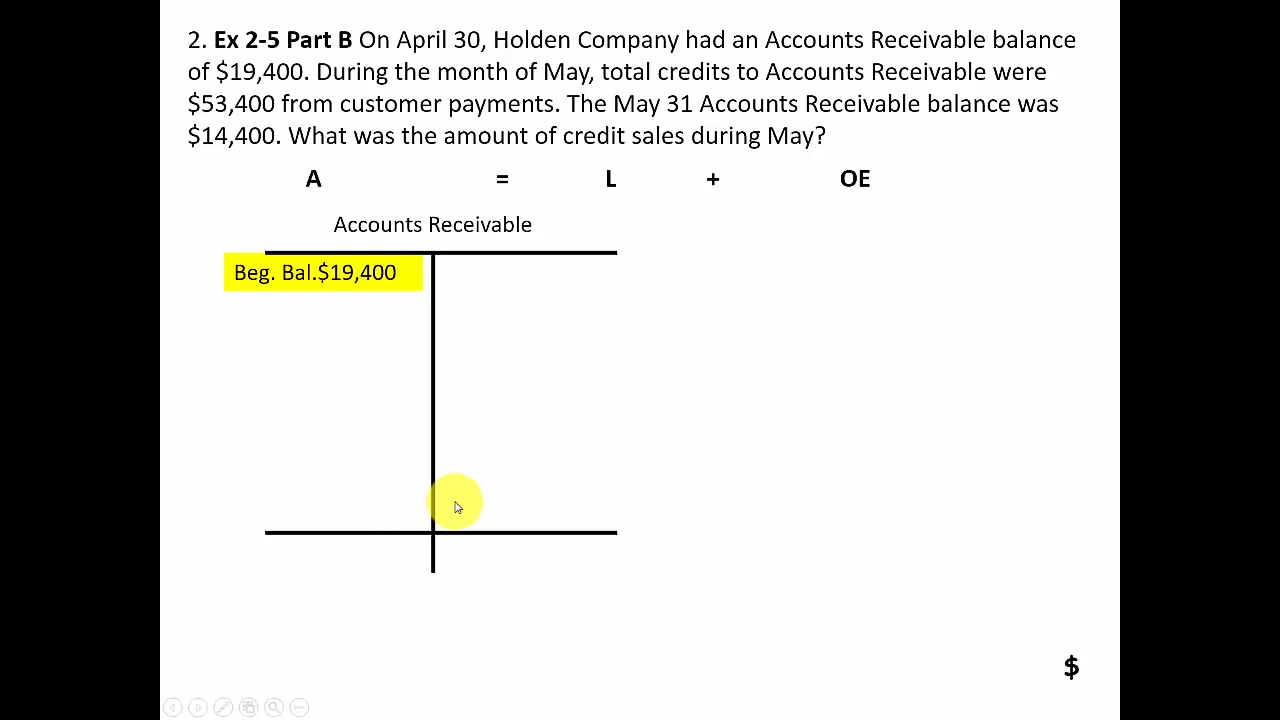 2. Ex 2-5 Part B On April 30, Holden Company had an Accounts Receivable balance
of $19,400. During the month of May, total credits to Accounts Receivable were
$53,400 from customer payments. The May 31 Accounts Receivable balance was
$14,400. What was the amount of credit sales during May?
A = L + OE
Accounts Receivable
Beg. Bal.$19,400
$